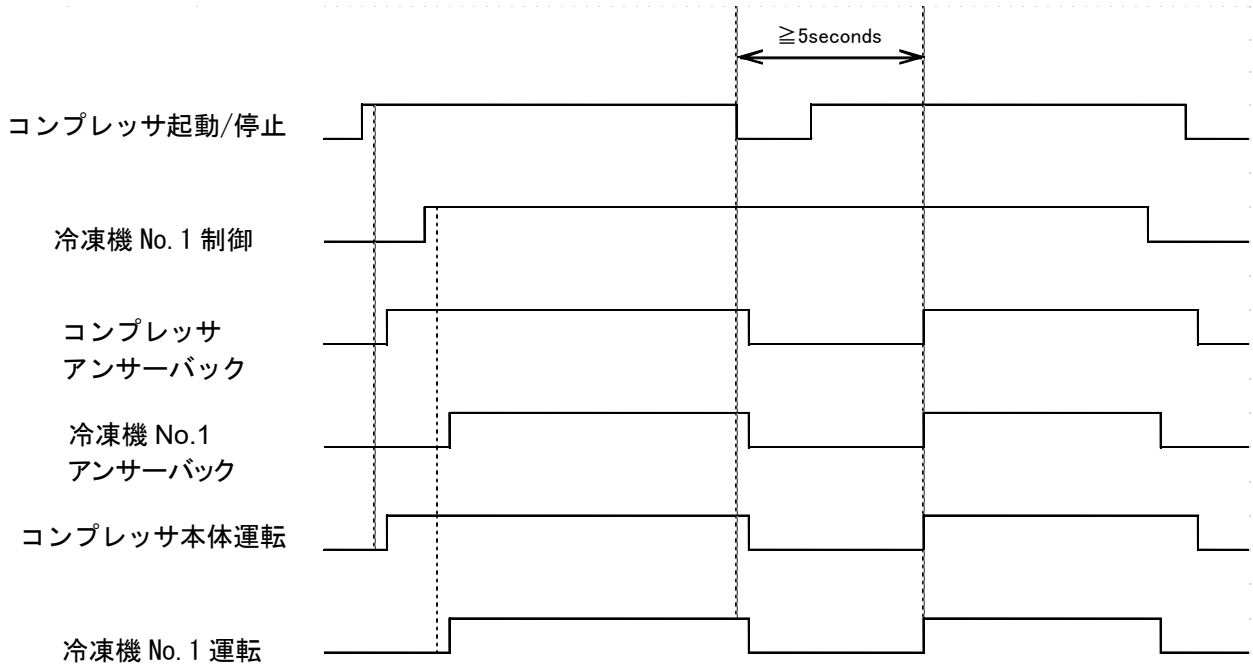 ≧5seconds
コンプレッサ起動/停止
冷凍機 No.1 制御
コンプレッサ
アンサーバック
冷凍機 No.1
アンサーバック
コンプレッサ本体運転
冷凍機 No.1 運転